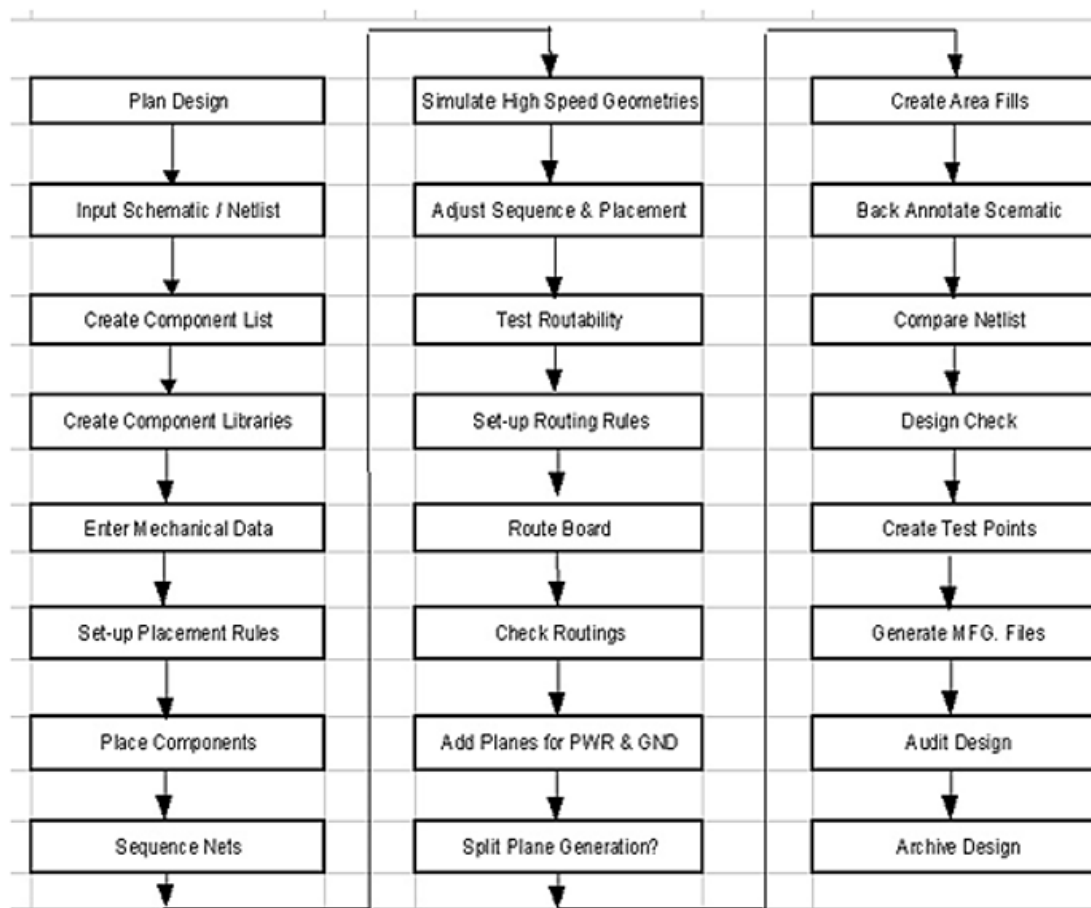 Plan Design
Input Schematic / Netlist
Create Component List
Create Component Libraries
Enter Mechanical Data
Set-up Placement Rules
Place Components
Sequence Nets
Simulate High Speed Geometries
Adjust Sequence & Placement
Test Routability
Set-up Routing Rules
Route Board
Check Routings
Add Planes for PWR & GND
Split Plane Generation?
Create Area Fills
Back Annotate Scematic
Compare Netlist
Design Check
Create Test Points
Generate MFG. Files
Audit Design
Archive Design